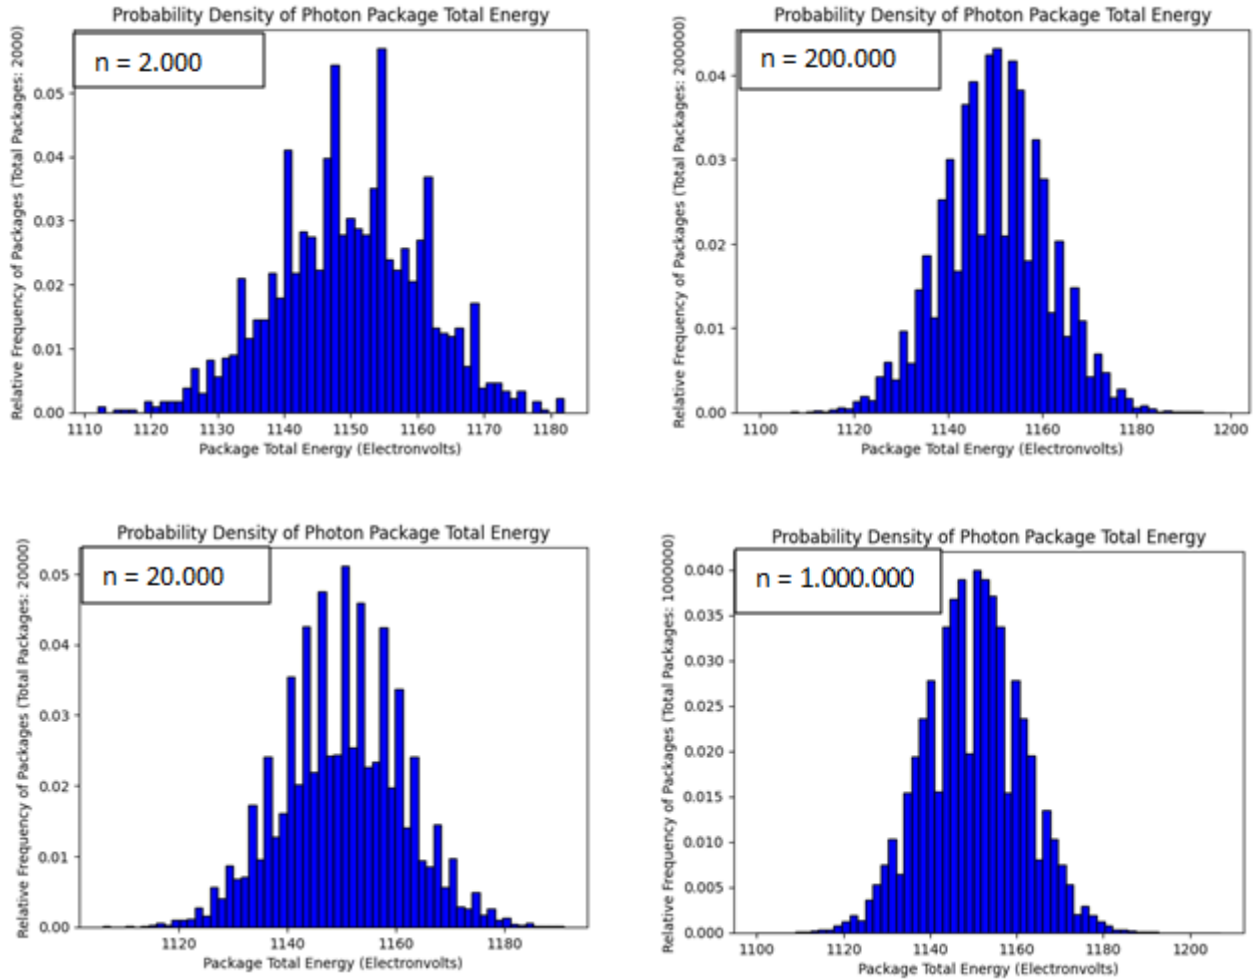 Probability Density of Photon Package Total Energy
n = 2.000
Relative Frequency of Packages (Total Packages: 2000)
0.05
0.04
0.03
0.02
0.01
0.00
1110 1120 1130 1140 1150 1160 1170 1180
Package Total Energy (Electronvolts)
Probability Density of Photon Package Total Energy
n = 200.000
Relative Frequency of Packages (Total Packages: 200000)
0.04
0.03
0.02
0.01
0.00
1100 1120 1140 1160 1180 1200
Package Total Energy (Electronvolts)
Probability Density of Photon Package Total Energy
n = 20.000
Relative Frequency of Packages (Total Packages: 20000)
0.05
0.04
0.03
0.02
0.01
0.00
1120 1140 1160 1180
Package Total Energy (Electronvolts)
Probability Density of Photon Package Total Energy
n = 1.000.000
Relative Frequency of Packages (Total Packages: 1000000)
0.040
0.035
0.030
0.025
0.020
0.015
0.010
0.005
0.000
1100 1120 1140 1160 1180 1200
Package Total Energy (Electronvolts)